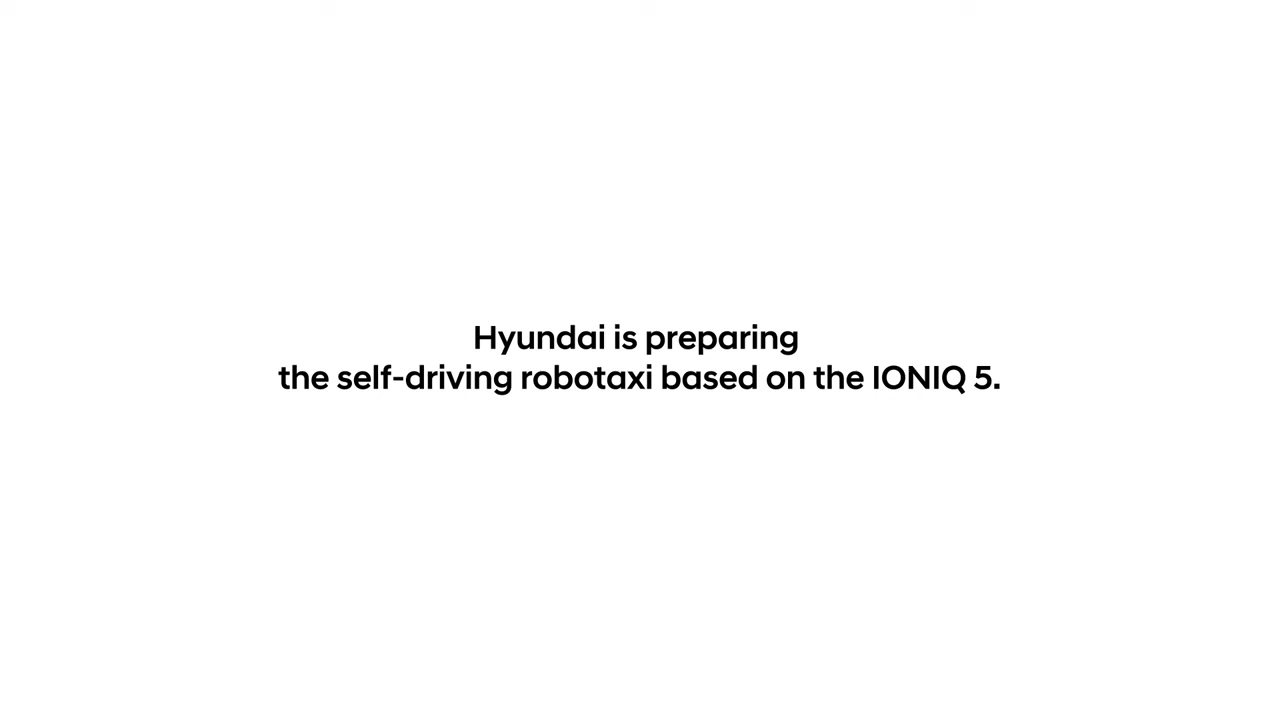 Hyundai is preparing
the self-driving robotaxi based on the IONIQ 5.